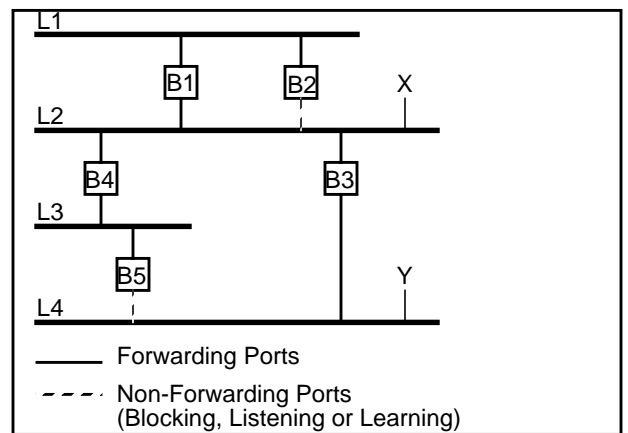 L1
B1
B2
X
L2
B4
B3
L3
B5
Y
L4
Forwarding Ports
Non-Forwarding Ports
(Blocking, Listening or Learning)